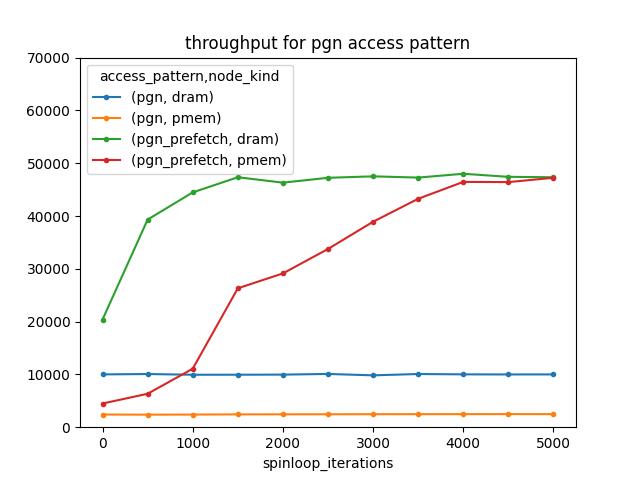 throughput for pgn access pattern
70000
60000
50000
40000
30000
20000
10000
0
access_pattern,node_kind
(pgn, dram)
(pgn, pmem)
(pgn_prefetch, dram)
(pgn_prefetch, pmem)
0 1000 2000 3000 4000 5000
spinloop_iterations